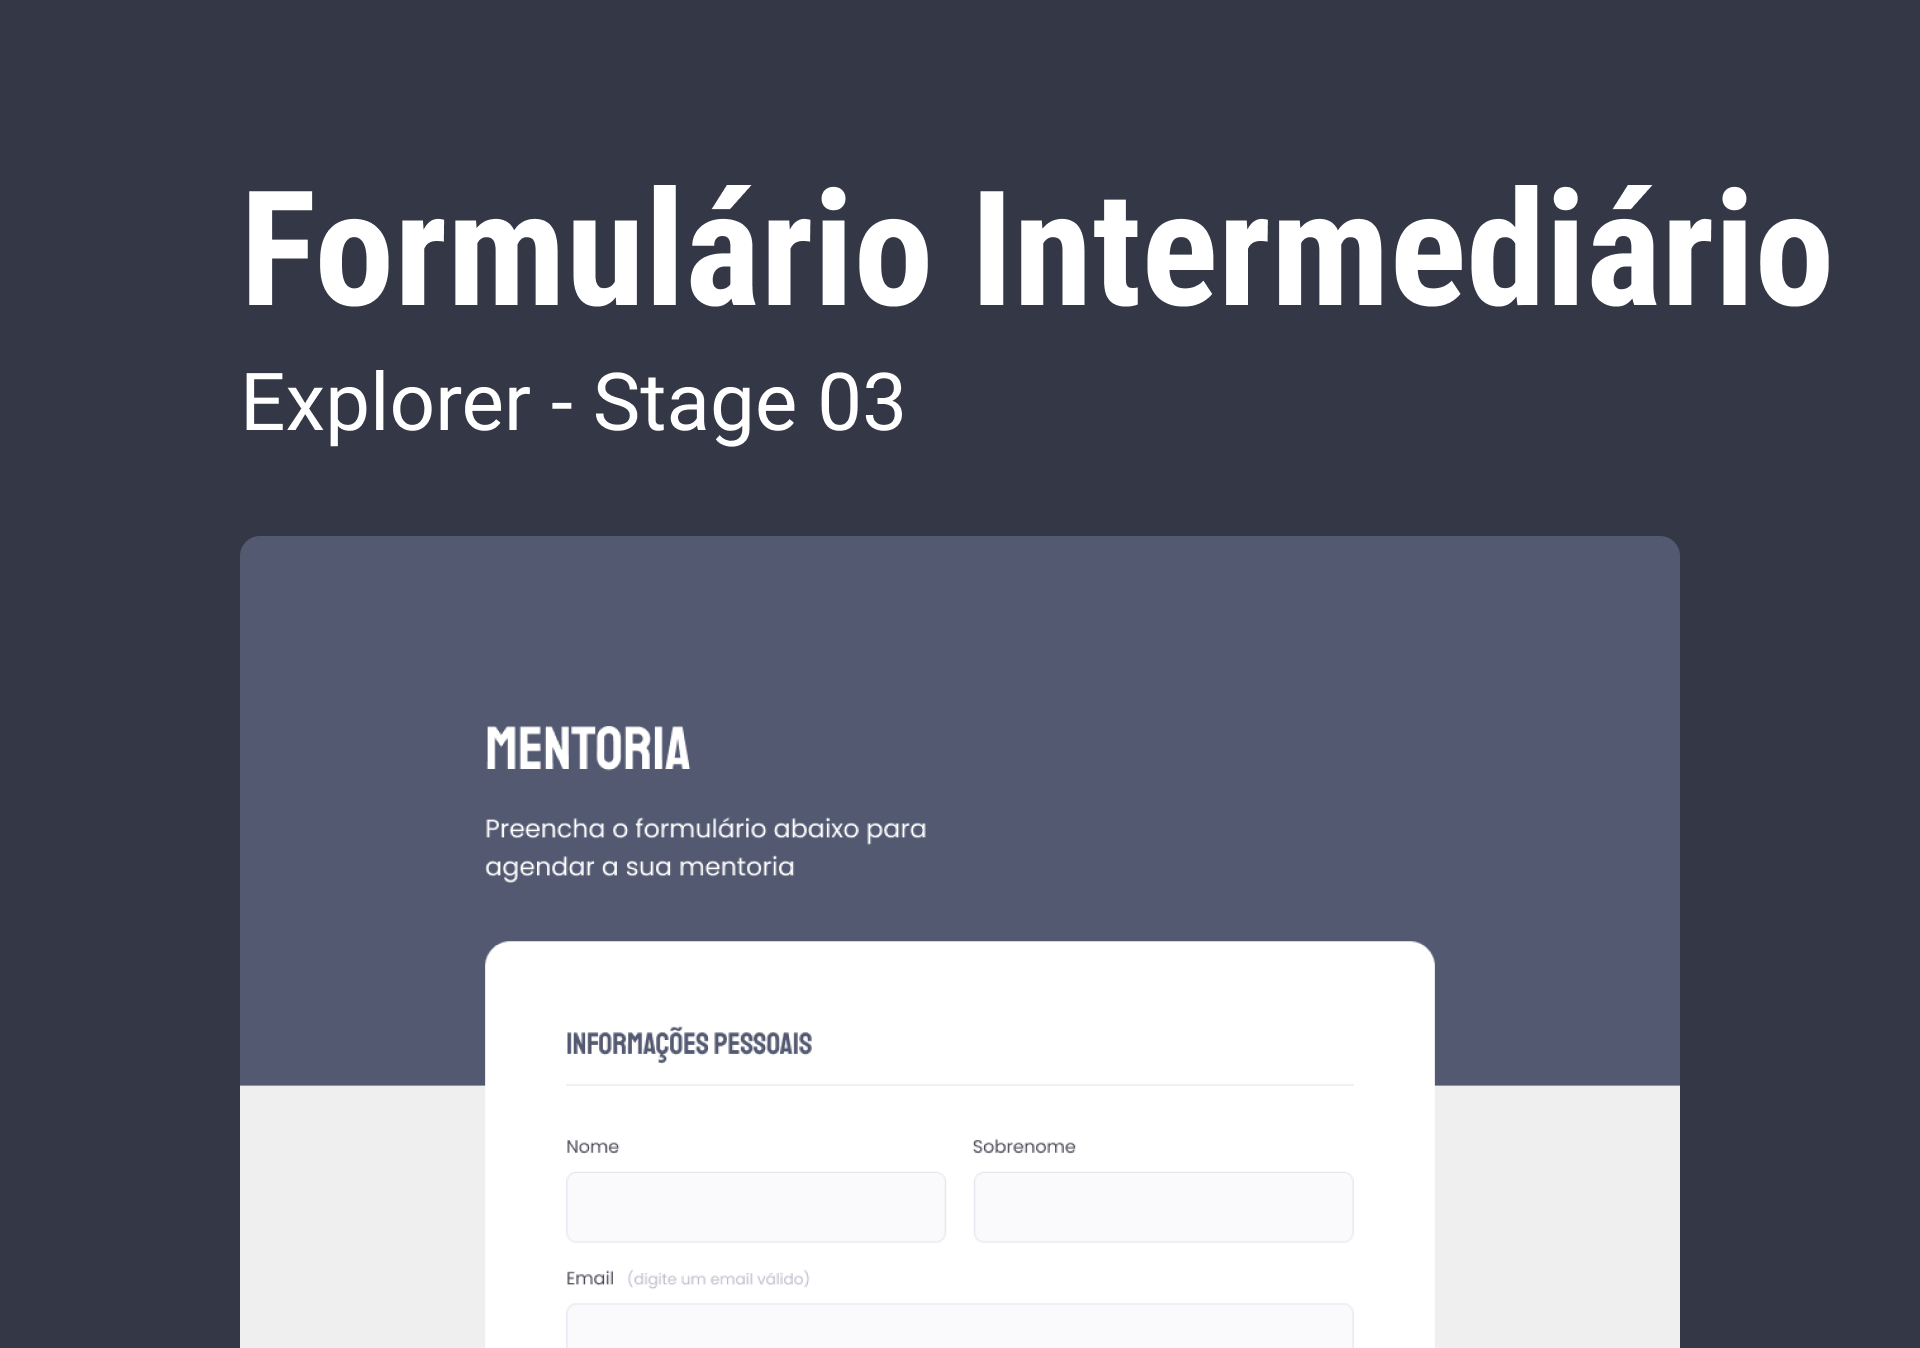 Formulário Intermediário
Explorer - Stage 03
MENTORIA
Preencha o formulário abaixo para
agendar a sua mentoria
INFORMAÇÕES PESSOAIS
Nome
Sobrenome
Email (digite um email válido)